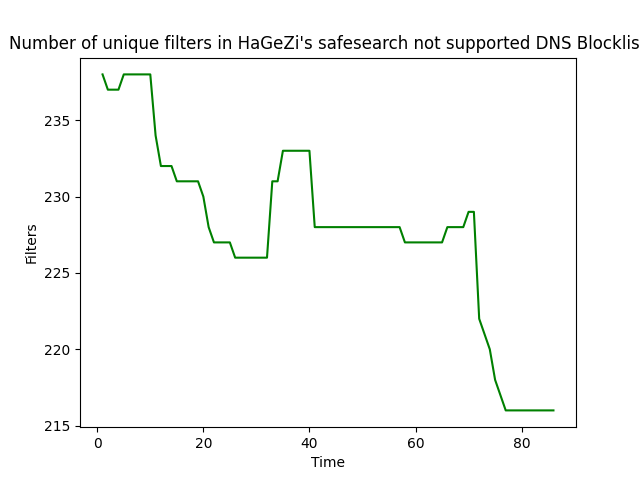 Number of unique filters in HaGeZi's safesearch not supported DNS Blocklis
235
230
225
220
215
Filters
0 20 40 60 80
Time